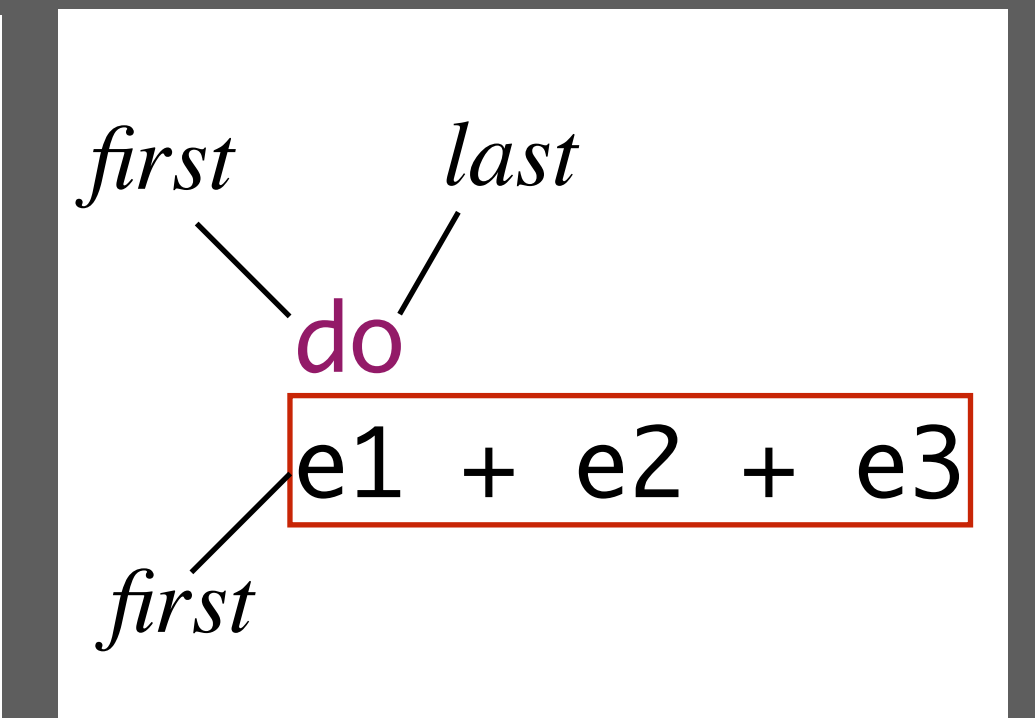 first last
do
e1 + e2 + e3
first